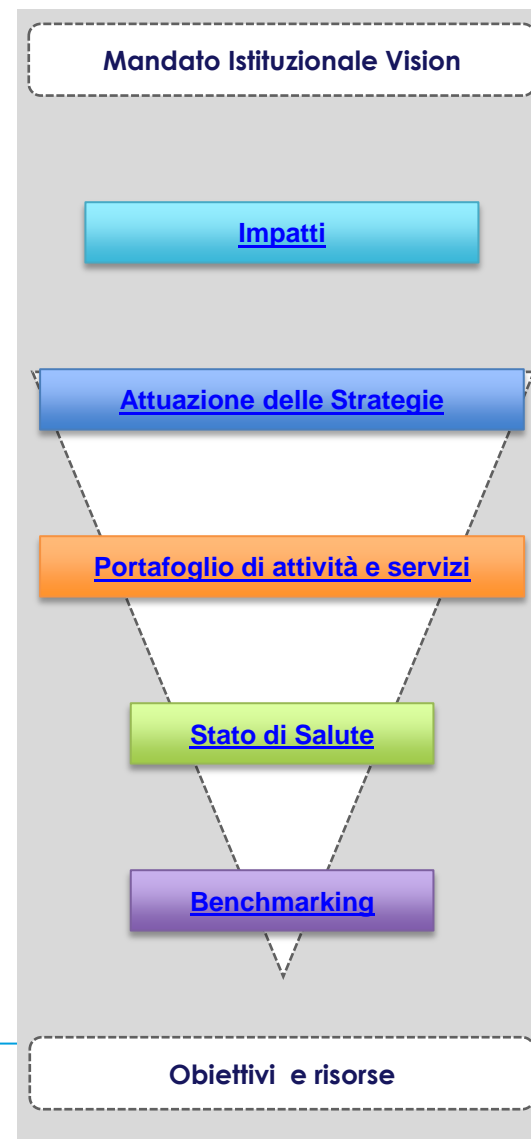 Mandato Istituzionale Vision
Impatti
Attuazione delle Strategie
Portafoglio di attività e servizi
Stato di Salute
Benchmarking
Obiettivi e risorse